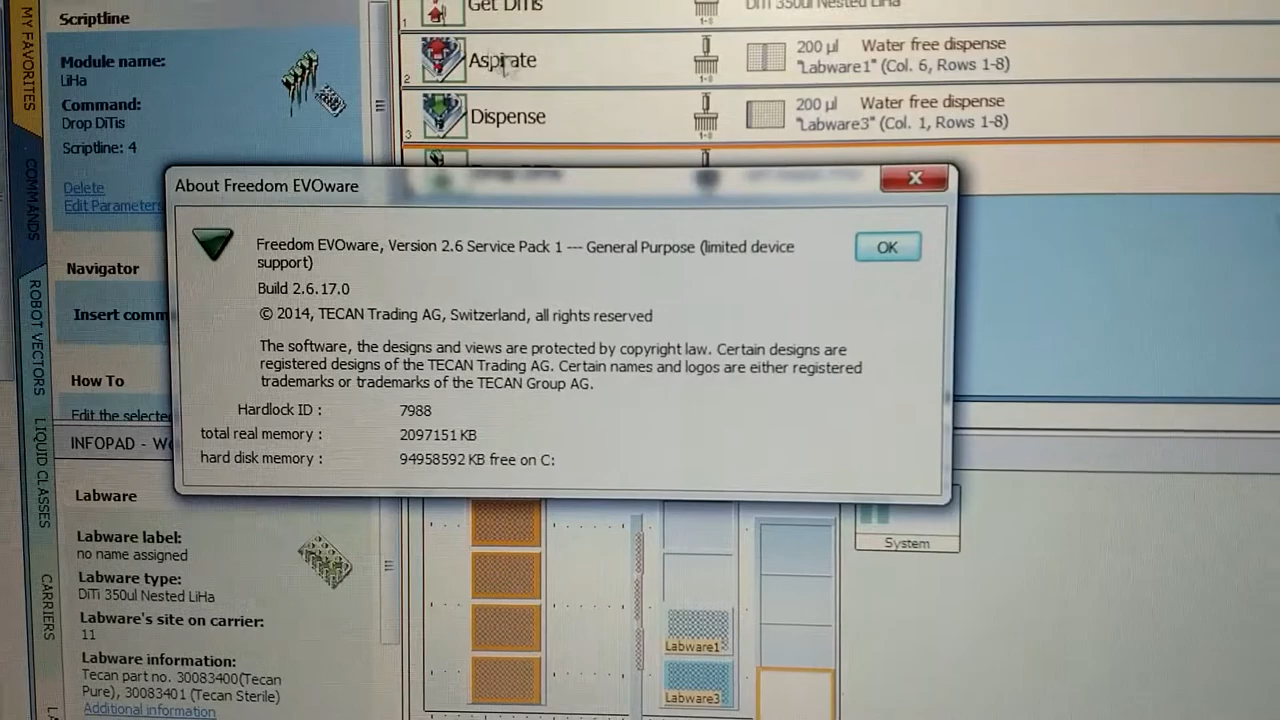 MY FAVORITES
COMMANDS
ROBOT VECTORS
LIQUID CLASSES
CARRIERS
Scriptline
Module name:
LiHa
Command:
Drop DiTis
Scriptline: 4
Delete
Edit Parameters
Navigator
Insert comm
How To
Edit the selecte
INFOPAD - W
Labware
Labware label:
no name assigned
Labware type:
DiTi 350ul Nested LiHa
Labware's site on carrier:
11
Labware information:
Tecan part no. 30083400(Tecan
Pure), 30083401 (Tecan Sterile)
Additional information
1
Get DiTis
1-8
DiTi 350ul Nested LiHa
2
Aspirate
1-8
200 µl Water free dispense
"Labware1" (Col. 6, Rows 1-8)
3
Dispense
1-8
200 µl Water free dispense
"Labware3" (Col. 1, Rows 1-8)
About Freedom EVOware
Freedom EVOware, Version 2.6 Service Pack 1 --- General Purpose (limited device
support)
OK
Build 2.6.17.0
© 2014, TECAN Trading AG, Switzerland, all rights reserved
The software, the designs and views are protected by copyright law. Certain designs are
registered designs of the TECAN Trading AG. Certain names and logos are either registered
trademarks or trademarks of the TECAN Group AG.
Hardlock ID : 7988
total real memory : 2097151 KB
hard disk memory : 94958592 KB free on C:
System
Labware1
Labware3